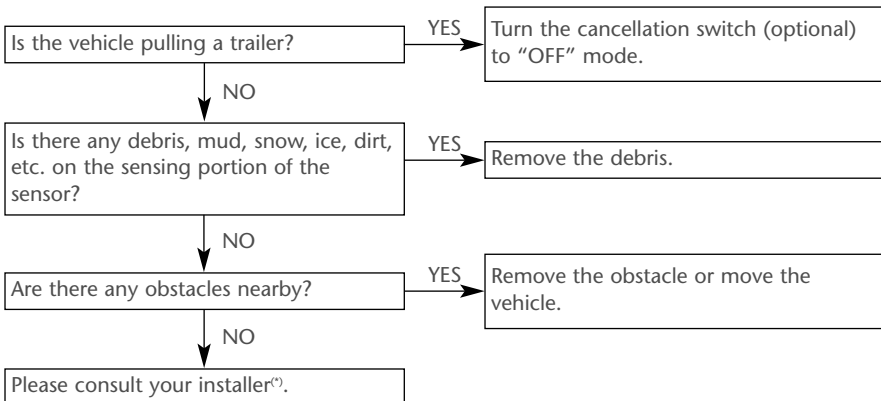 Is the vehicle pulling a trailer?
YES
Turn the cancellation switch (optional)
to “OFF” mode.
NO
Is there any debris, mud, snow, ice, dirt,
etc. on the sensing portion of the
sensor?
YES
Remove the debris.
NO
Are there any obstacles nearby?
YES
Remove the obstacle or move the
vehicle.
NO
Please consult your installer(*).